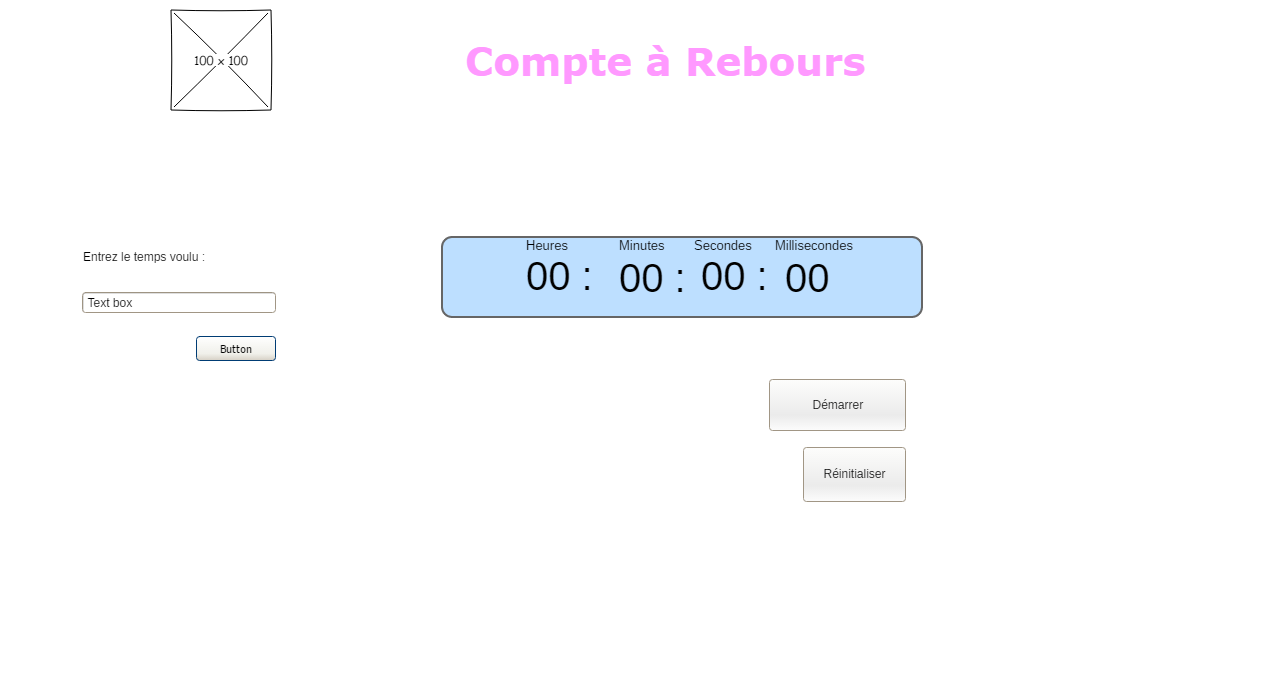 100 × 100
Compte à Rebours
Entrez le temps voulu :
Text box
Button
Heures Minutes Secondes Millisecondes
00 : 00 : 00 : 00
Démarrer
Réinitialiser